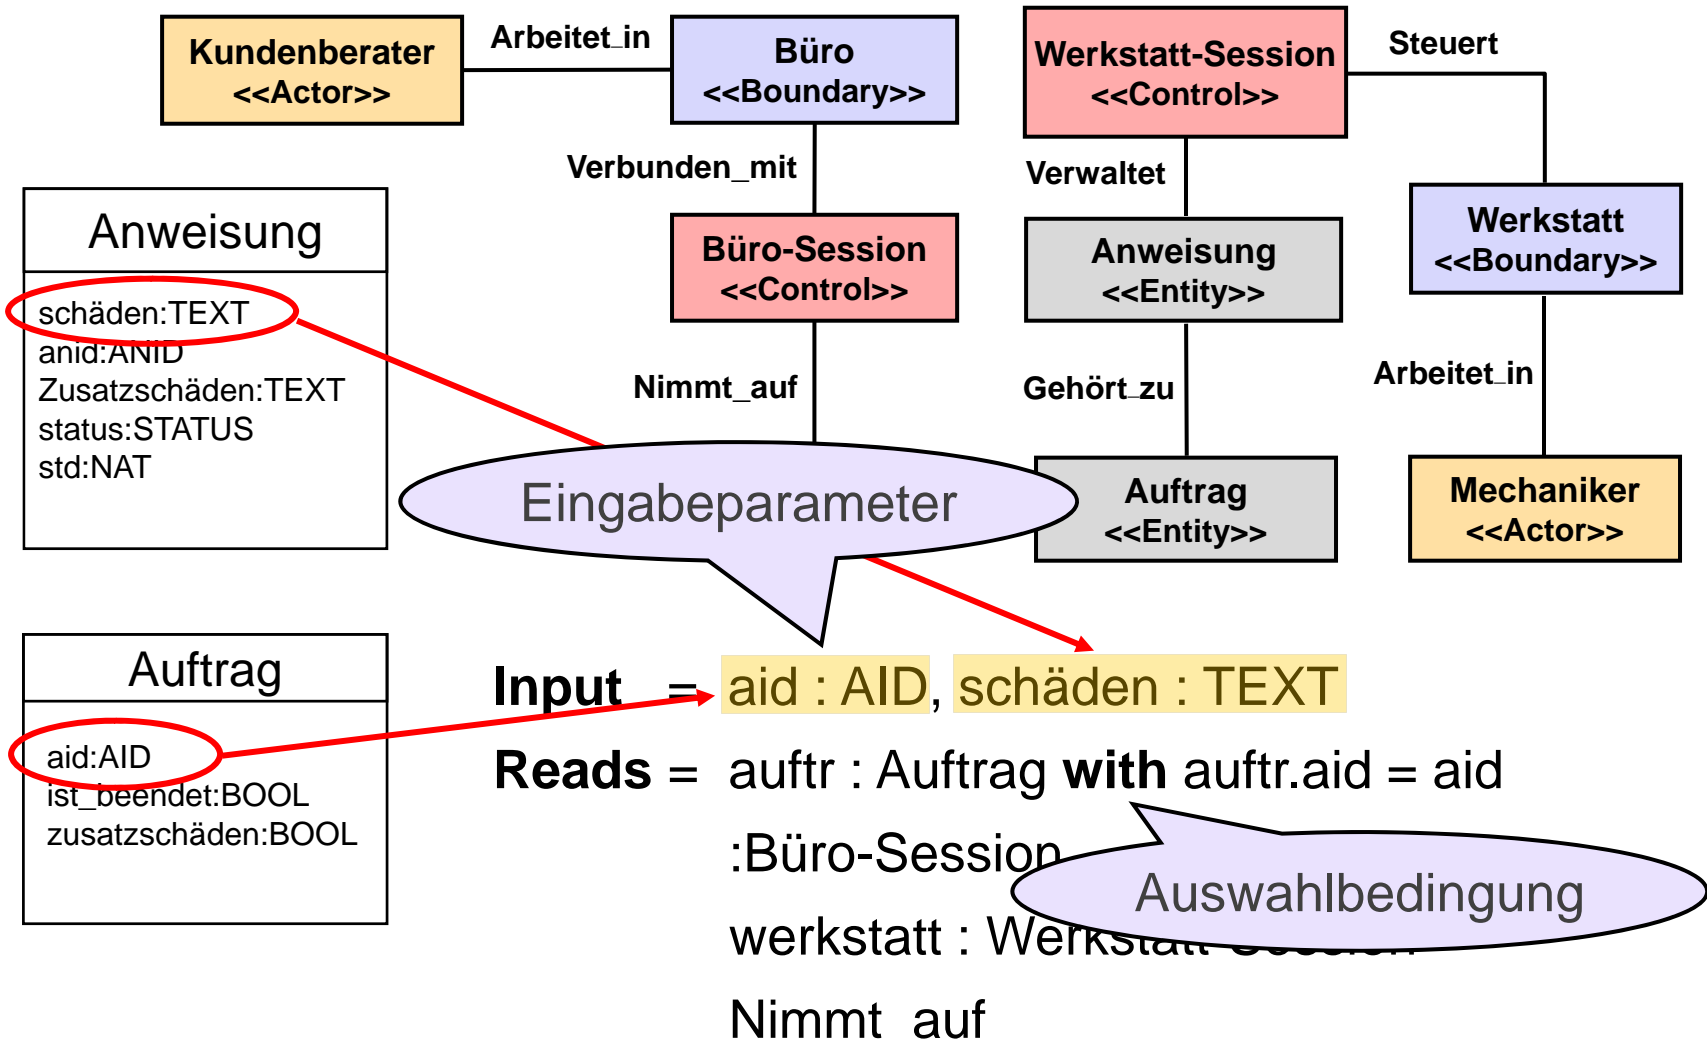 Kundenberater
<<Actor>>
Arbeitet_in
Büro
<<Boundary>>
Werkstatt-Session
<<Control>>
Steuert
Verbunden_mit
Verwaltet
Anweisung
schäden:TEXT
anid:ANID
Zusatzschäden:TEXT
status:STATUS
std:NAT
Büro-Session
<<Control>>
Anweisung
<<Entity>>
Werkstatt
<<Boundary>>
Nimmt_auf
Gehört_zu
Arbeitet_in
Eingabeparameter
Auftrag
<<Entity>>
Mechaniker
<<Actor>>
Auftrag
aid:AID
ist_beendet:BOOL
zusatzschäden:BOOL
Input = aid : AID, schäden : TEXT
Reads = auftr : Auftrag with auftr.aid = aid
:Büro-Session
Auswahlbedingung
werkstatt : Werkstatt-Session
Nimmt_auf